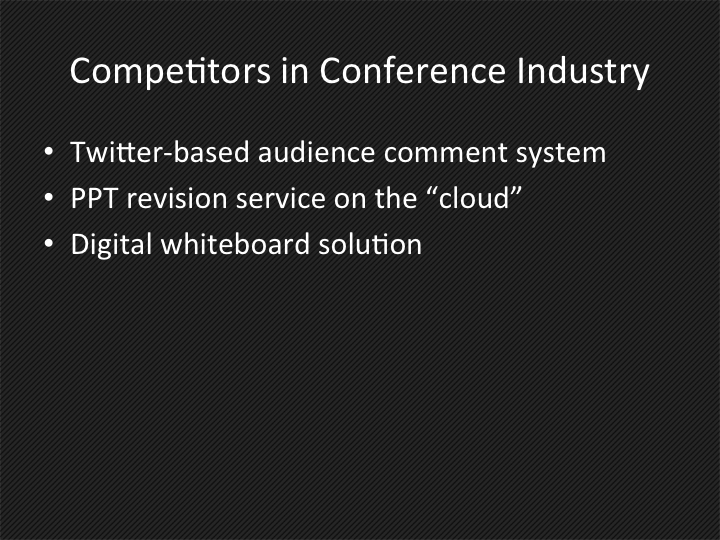 Competitors in Conference Industry
• Twitter-based audience comment system
• PPT revision service on the “cloud”
• Digital whiteboard solution